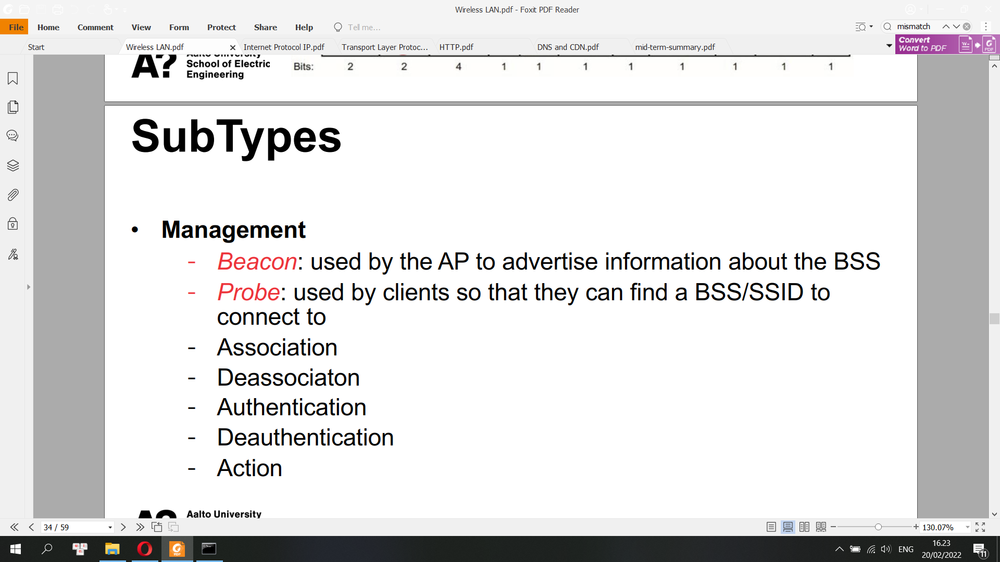 Wireless LAN.pdf - Foxit PDF Reader
File Home Comment View Form Protect Share Help Tell me... mismatch
Start Wireless LAN.pdf Internet Protocol IP.pdf Transport Layer Protoc... HTTP.pdf DNS and CDN.pdf mid-term-summary.pdf
Convert
Word to PDF
Aalto University
School of Electric
Engineering
Bits: 2 2 4 1 1 1 1 1 1 1 1
SubTypes
• Management
- Beacon: used by the AP to advertise information about the BSS
- Probe: used by clients so that they can find a BSS/SSID to
connect to
- Association
- Deassociaton
- Authentication
- Deauthentication
- Action
Aalto University
34 / 59
130.07%
ENG
16.23
20/02/2022
11